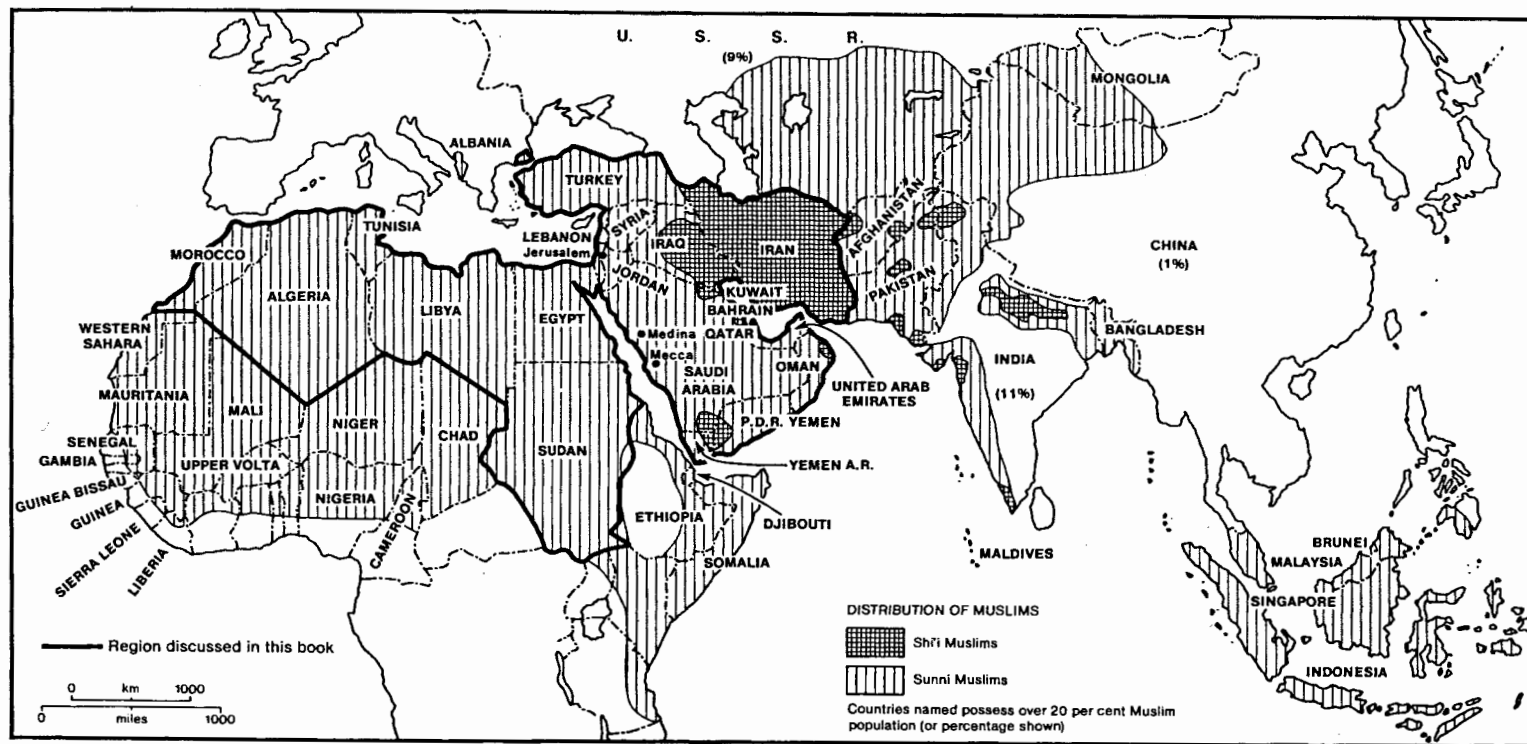 U. S. S. R.
(9%)
MONGOLIA
ALBANIA
TURKEY
TUNISIA
SYRIA
AFGHANISTAN
LEBANON
Jerusalem
IRAQ
IRAN
CHINA
(1%)
MOROCCO
JORDAN
PAKISTAN
ALGERIA
KUWAIT
LIBYA
EGYPT
BAHRAIN
QATAR
WESTERN
SAHARA
Medina
Mecca
BANGLADESH
INDIA
(11%)
SAUDI
ARABIA
OMAN
UNITED ARAB
EMIRATES
MAURITANIA
MALI
NIGER
CHAD
SUDAN
P.D.R. YEMEN
YEMEN A.R.
SENEGAL
GAMBIA
UPPER VOLTA
GUINEA BISSAU
NIGERIA
GUINEA
SIERRA LEONE
LIBERIA
CAMEROON
ETHIOPIA
DJIBOUTI
SOMALIA
MALDIVES
BRUNEI
MALAYSIA
SINGAPORE
INDONESIA
DISTRIBUTION OF MUSLIMS
Shi'i Muslims
Sunni Muslims
Countries named possess over 20 per cent Muslim
population (or percentage shown)
Region discussed in this book
0 km 1000
0 miles 1000